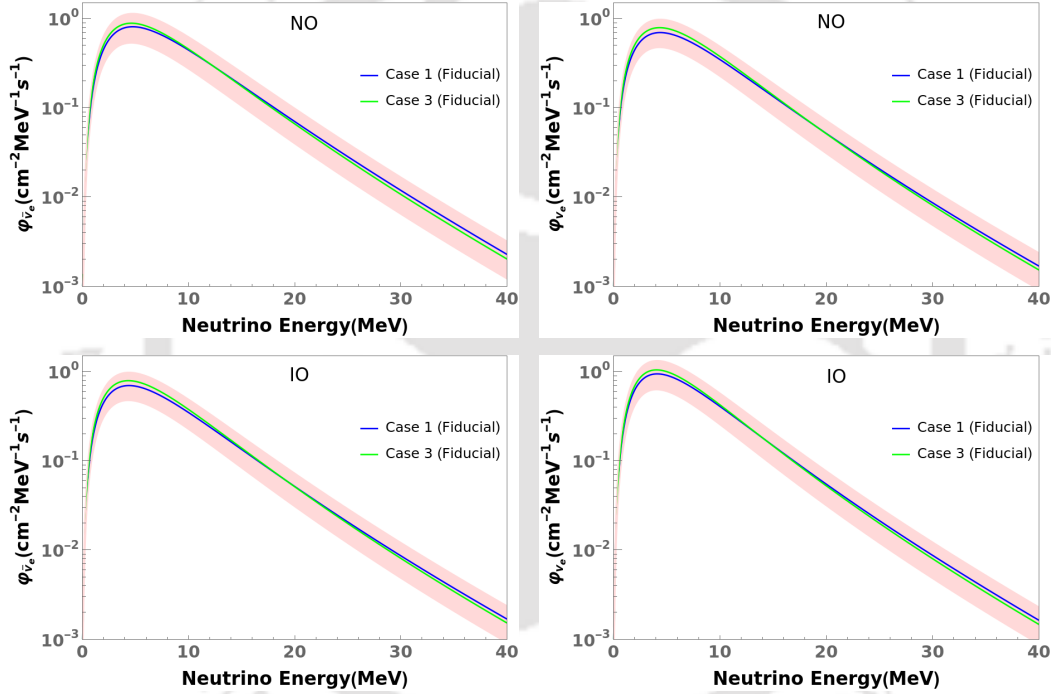 NO
φν̄ₑ(cm⁻²MeV⁻¹s⁻¹)
10⁰
10⁻¹
10⁻²
10⁻³
Case 1 (Fiducial)
Case 3 (Fiducial)
0 10 20 30 40
Neutrino Energy(MeV)
NO
φνₑ(cm⁻²MeV⁻¹s⁻¹)
10⁰
10⁻¹
10⁻²
10⁻³
Case 1 (Fiducial)
Case 3 (Fiducial)
0 10 20 30 40
Neutrino Energy(MeV)
IO
φν̄ₑ(cm⁻²MeV⁻¹s⁻¹)
10⁰
10⁻¹
10⁻²
10⁻³
Case 1 (Fiducial)
Case 3 (Fiducial)
0 10 20 30 40
Neutrino Energy(MeV)
IO
φνₑ(cm⁻²MeV⁻¹s⁻¹)
10⁰
10⁻¹
10⁻²
10⁻³
Case 1 (Fiducial)
Case 3 (Fiducial)
0 10 20 30 40
Neutrino Energy(MeV)